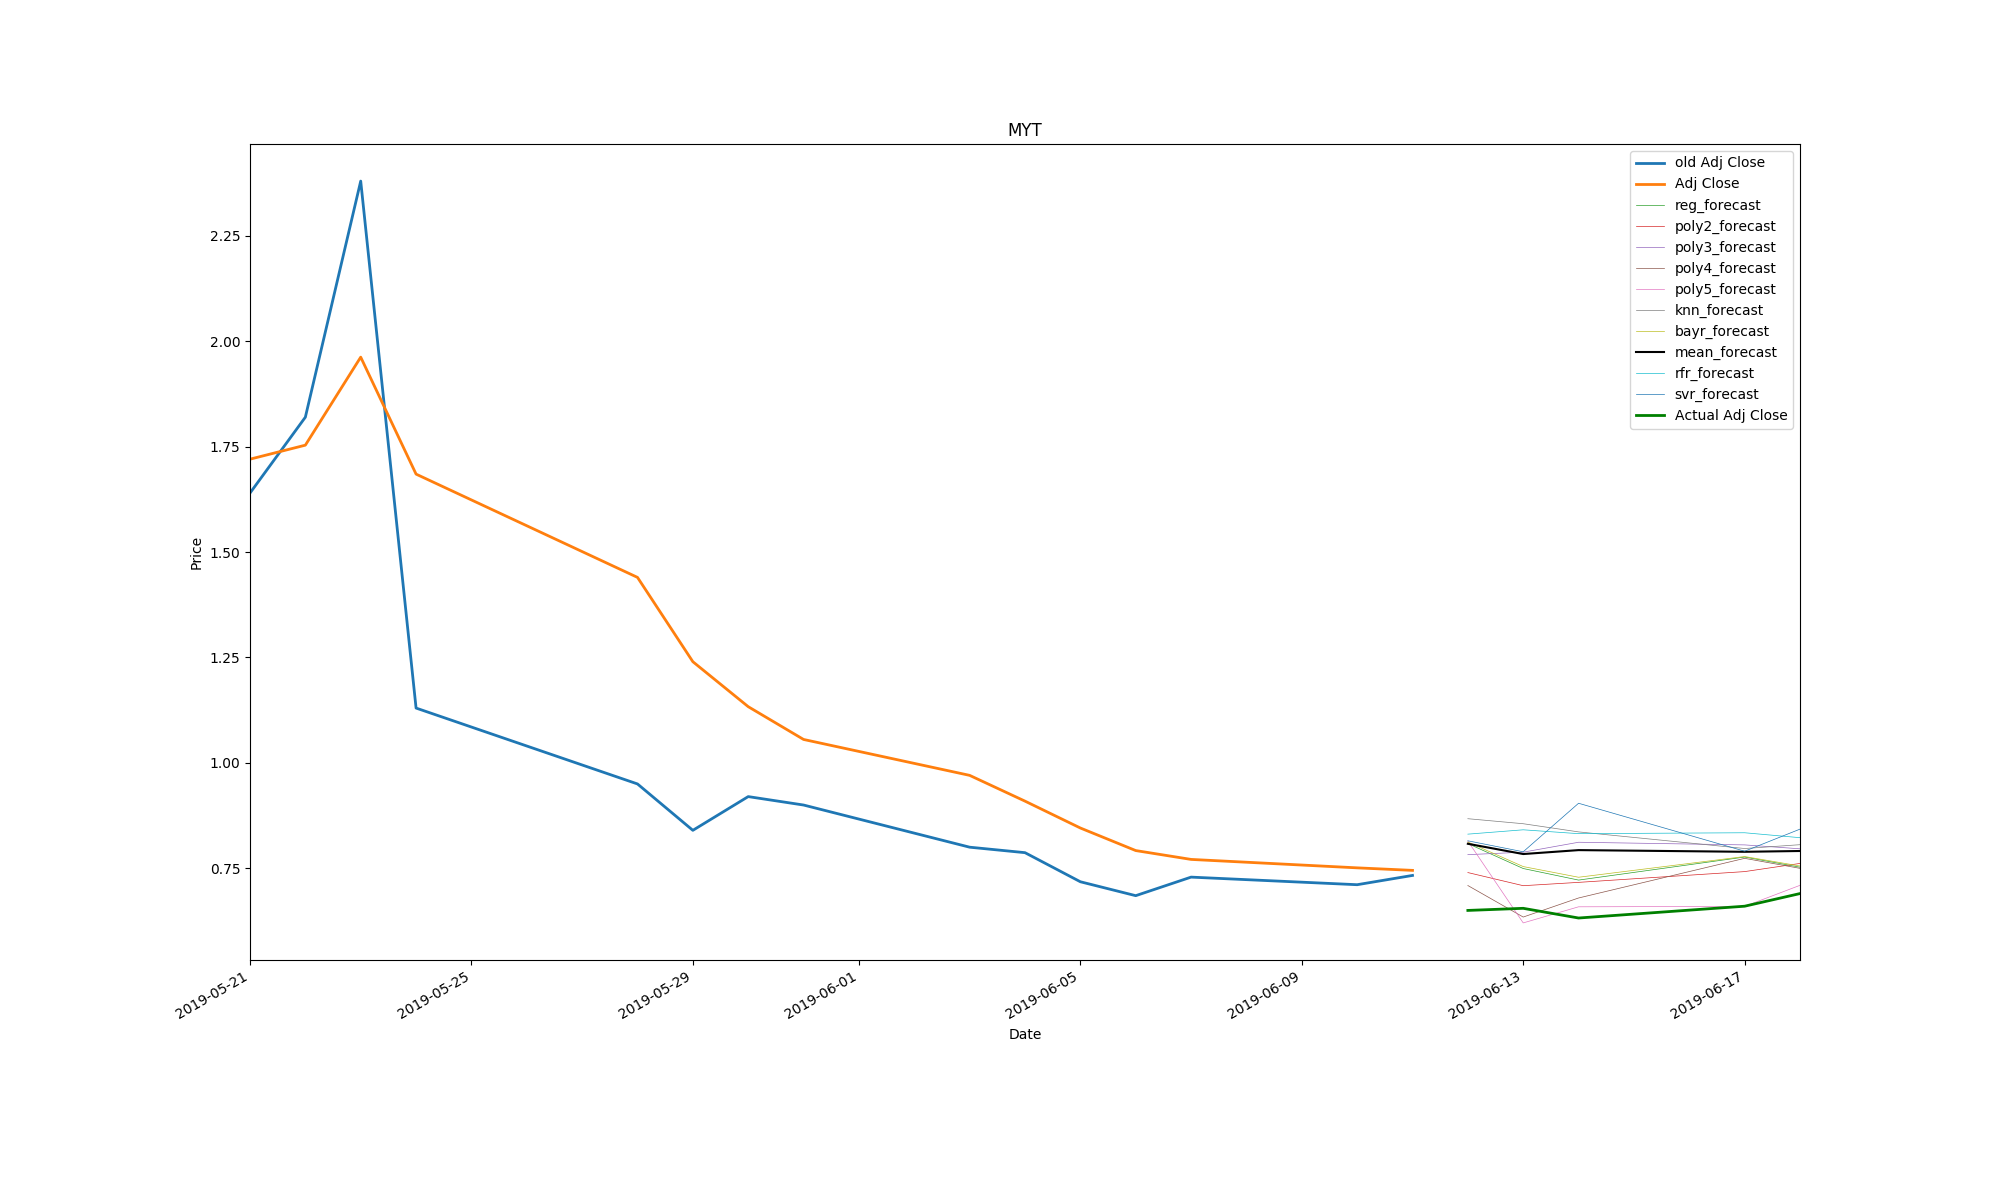 MYT
old Adj Close
Adj Close
reg_forecast
poly2_forecast
poly3_forecast
poly4_forecast
poly5_forecast
knn_forecast
bayr_forecast
mean_forecast
rfr_forecast
svr_forecast
Actual Adj Close
2.25
2.00
1.75
1.50
1.25
1.00
0.75
Price
2019-05-21
2019-05-25
2019-05-29
2019-06-01
2019-06-05
2019-06-09
2019-06-13
2019-06-17
Date